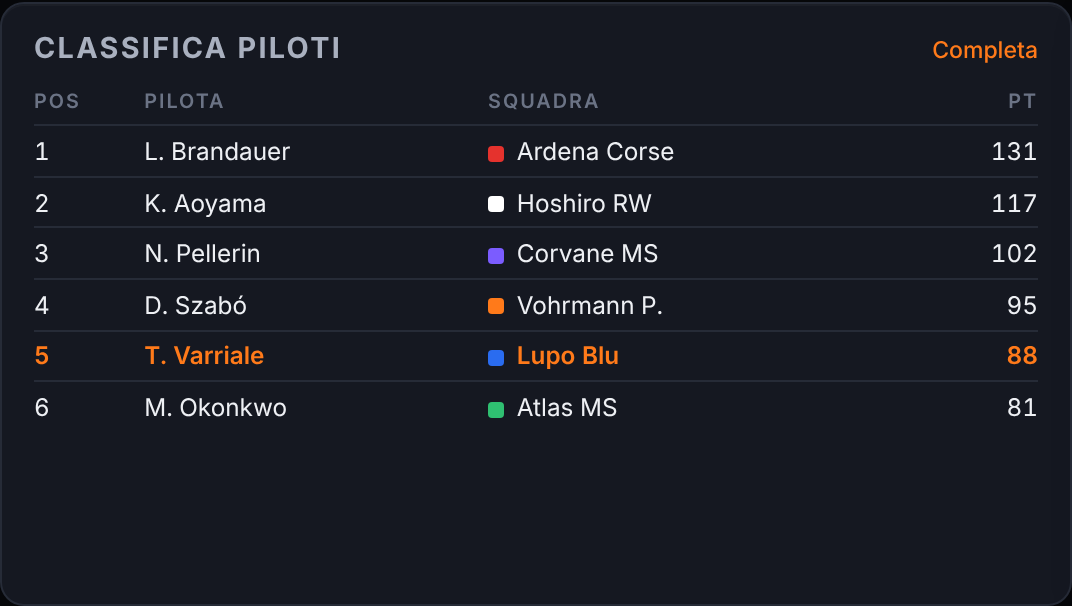 CLASSIFICA PILOTI Completa
POS PILOTA SQUADRA PT
1 L. Brandauer Ardena Corse 131
2 K. Aoyama Hoshiro RW 117
3 N. Pellerin Corvane MS 102
4 D. Szabó Vohrmann P. 95
5 T. Varriale Lupo Blu 88
6 M. Okonkwo Atlas MS 81